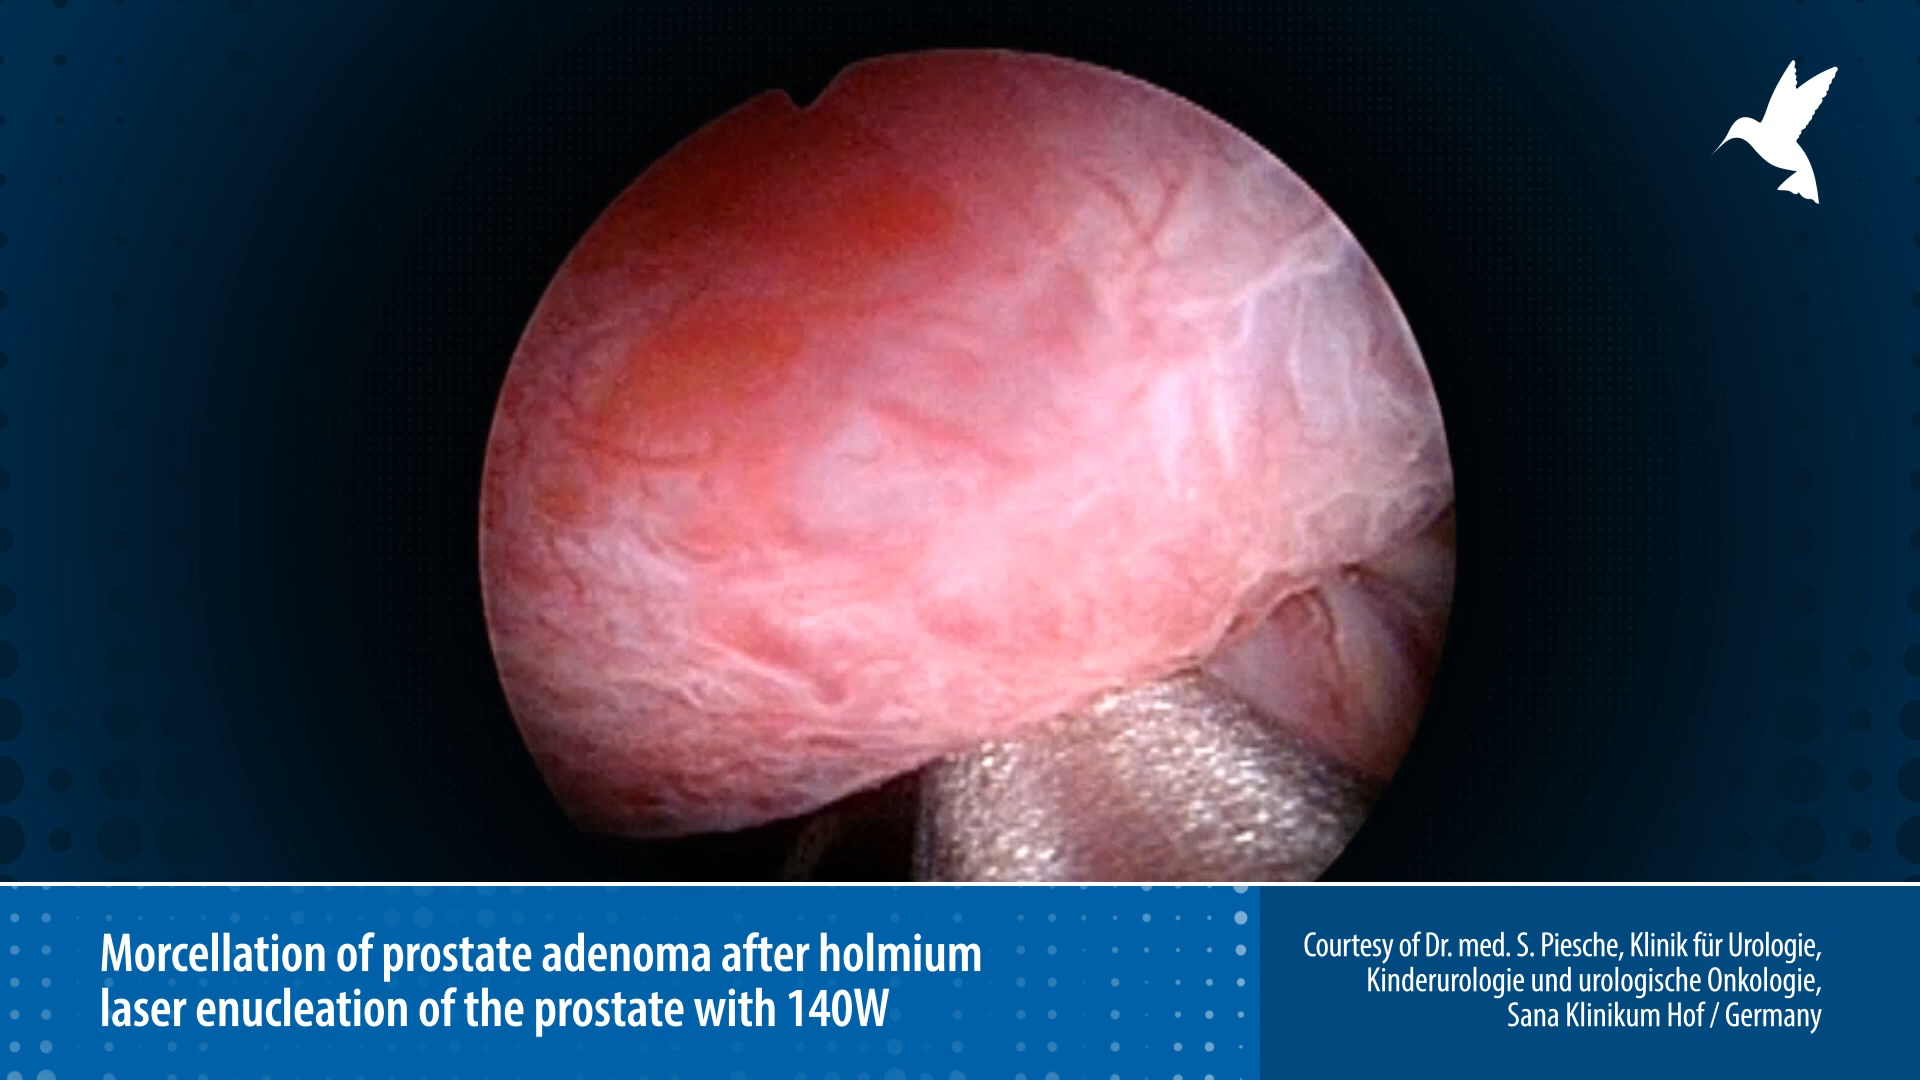 Morcellation of prostate adenoma after holmium
laser enucleation of the prostate with 140W
Courtesy of Dr. med. S. Piesche, Klinik für Urologie,
Kinderurologie und urologische Onkologie,
Sana Klinikum Hof / Germany